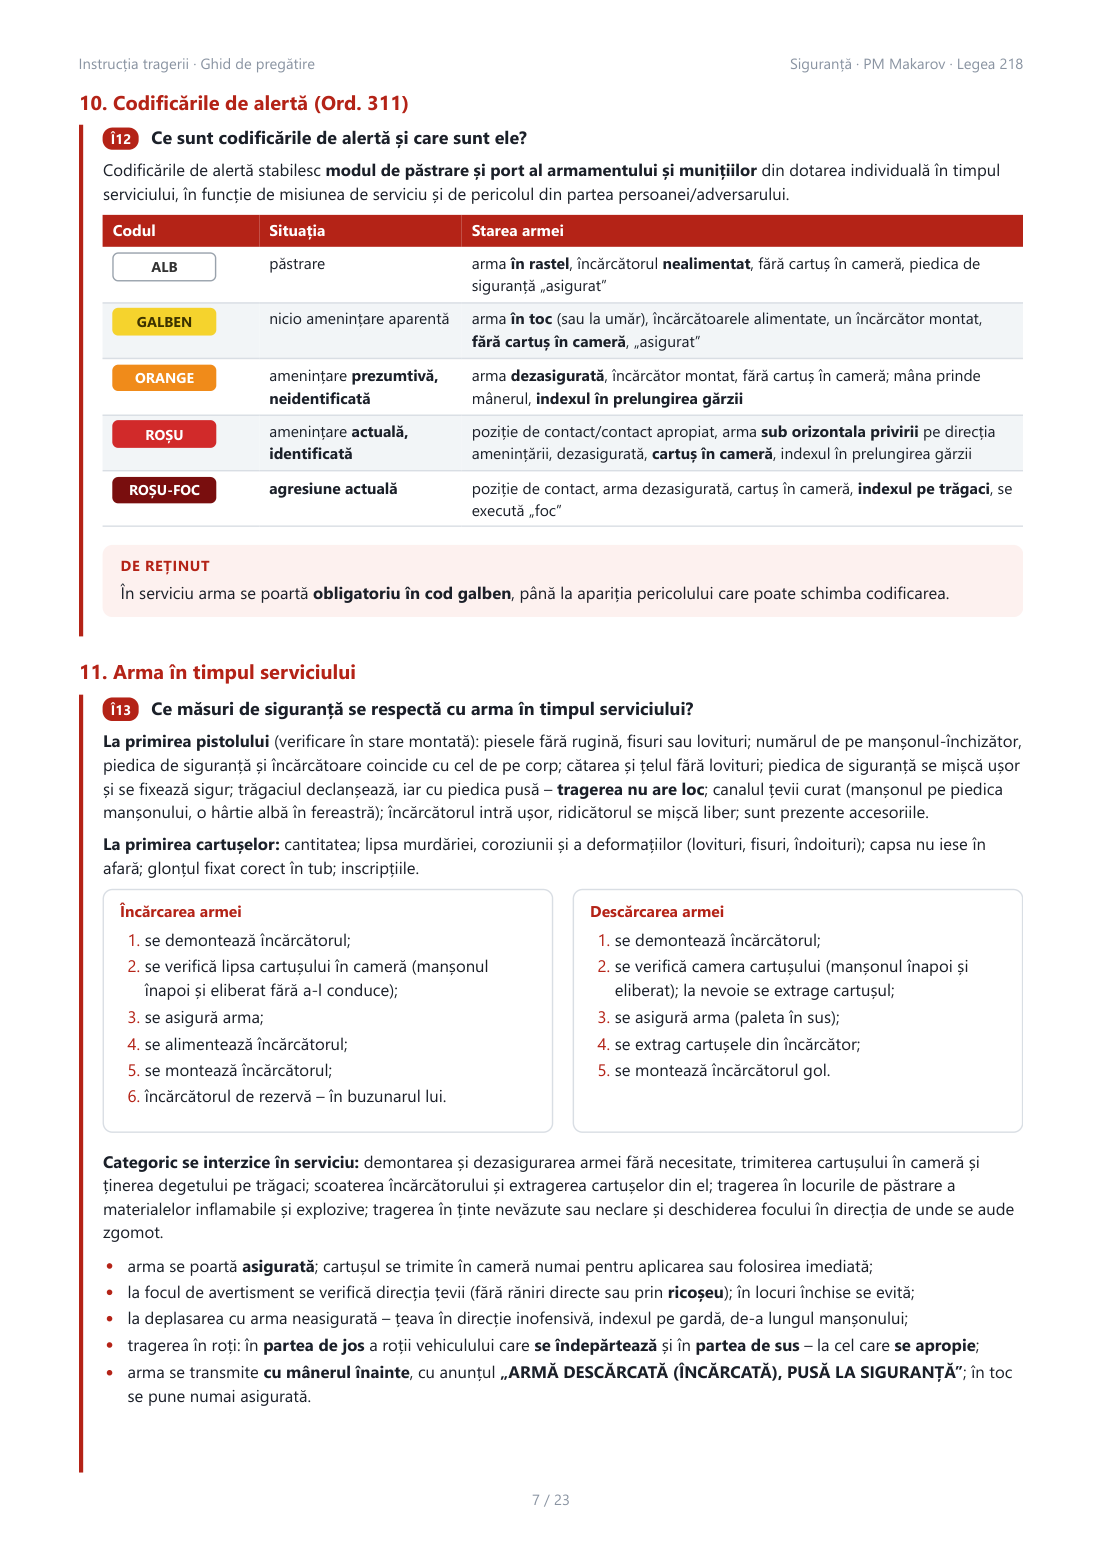 Instrucția tragerii · Ghid de pregătire
Siguranță · PM Makarov · Legea 218
10. Codificările de alertă (Ord. 311)
Î12 Ce sunt codificările de alertă și care sunt ele?
Codificările de alertă stabilesc modul de păstrare și port al armamentului și munițiilor din dotarea individuală în timpul
serviciului, în funcție de misiunea de serviciu și de pericolul din partea persoanei/adversarului.
Codul Situația Starea armei
ALB păstrare arma în rastel, încărcătorul nealimentat, fără cartuș în cameră, piedica de
siguranță „asigurat”
GALBEN nicio amenințare aparentă arma în toc (sau la umăr), încărcătoarele alimentate, un încărcător montat,
fără cartuș în cameră, „asigurat”
ORANGE amenințare prezumtivă, arma dezasigurată, încărcător montat, fără cartuș în cameră; mâna prinde
neidentificată mânerul, indexul în prelungirea gărzii
ROȘU amenințare actuală, poziție de contact/contact apropiat, arma sub orizontala privirii pe direcția
identificată amenințării, dezasigurată, cartuș în cameră, indexul în prelungirea gărzii
ROȘU-FOC agresiune actuală poziție de contact, arma dezasigurată, cartuș în cameră, indexul pe trăgaci, se
execută „foc”
DE REȚINUT
În serviciu arma se poartă obligatoriu în cod galben, până la apariția pericolului care poate schimba codificarea.
11. Arma în timpul serviciului
Î13 Ce măsuri de siguranță se respectă cu arma în timpul serviciului?
La primirea pistolului (verificare în stare montată): piesele fără rugină, fisuri sau lovituri; numărul de pe manșonul-închizător,
piedica de siguranță și încărcătoare coincide cu cel de pe corp; cătarea și țelul fără lovituri; piedica de siguranță se mișcă ușor
și se fixează sigur; trăgaciul declanșează, iar cu piedica pusă – tragerea nu are loc; canalul țevii curat (manșonul pe piedica
manșonului, o hârtie albă în fereastră); încărcătorul intră ușor, ridicătorul se mișcă liber; sunt prezente accesoriile.
La primirea cartușelor: cantitatea; lipsa murdăriei, coroziunii și a deformațiilor (lovituri, fisuri, îndoituri); capsa nu iese în
afară; glonțul fixat corect în tub; inscripțiile.
Încărcarea armei
1. se demontează încărcătorul;
2. se verifică lipsa cartușului în cameră (manșonul
înapoi și eliberat fără a-l conduce);
3. se asigură arma;
4. se alimentează încărcătorul;
5. se montează încărcătorul;
6. încărcătorul de rezervă – în buzunarul lui.
Descărcarea armei
1. se demontează încărcătorul;
2. se verifică camera cartușului (manșonul înapoi și
eliberat); la nevoie se extrage cartușul;
3. se asigură arma (paleta în sus);
4. se extrag cartușele din încărcător;
5. se montează încărcătorul gol.
Categoric se interzice în serviciu: demontarea și dezasigurarea armei fără necesitate, trimiterea cartușului în cameră și
ținerea degetului pe trăgaci; scoaterea încărcătorului și extragerea cartușelor din el; tragerea în locurile de păstrare a
materialelor inflamabile și explozive; tragerea în ținte nevăzute sau neclare și deschiderea focului în direcția de unde se aude
zgomot.
• arma se poartă asigurată; cartușul se trimite în cameră numai pentru aplicarea sau folosirea imediată;
• la focul de avertisment se verifică direcția țevii (fără răniri directe sau prin ricoșeu); în locuri închise se evită;
• la deplasarea cu arma neasigurată – țeava în direcție inofensivă, indexul pe gardă, de-a lungul manșonului;
• tragerea în roți: în partea de jos a roții vehiculului care se îndepărtează și în partea de sus – la cel care se apropie;
• arma se transmite cu mânerul înainte, cu anunțul „ARMĂ DESCĂRCATĂ (ÎNCĂRCATĂ), PUSĂ LA SIGURANȚĂ”; în toc
se pune numai asigurată.
7 / 23